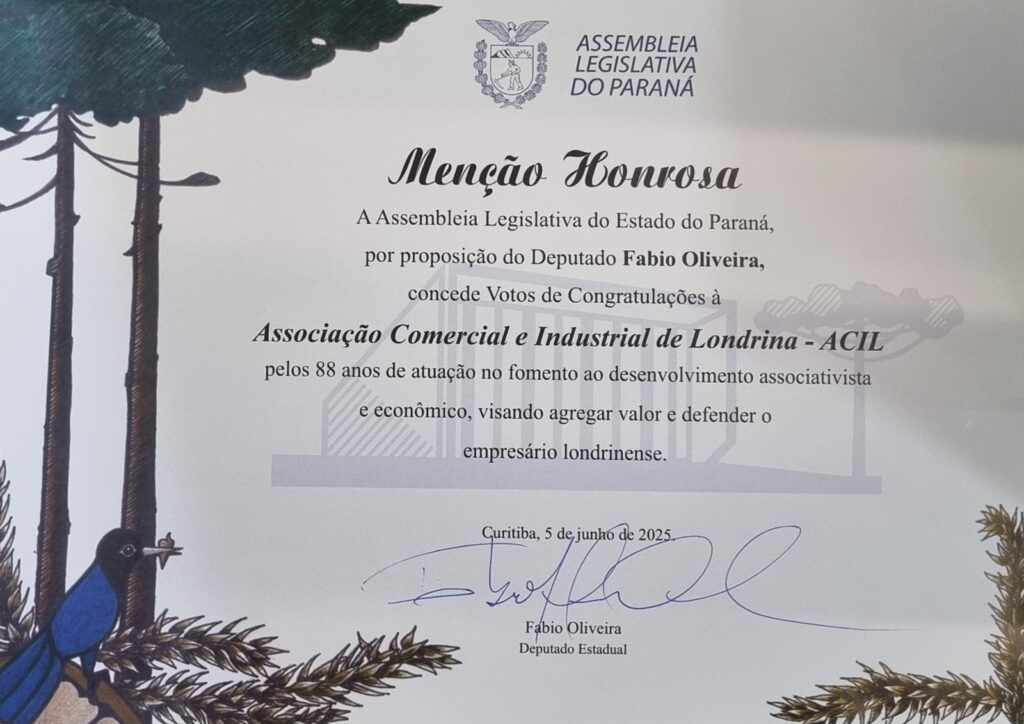 ASSEMBLEIA
LEGISLATIVA
DO PARANÁ
Menção Honrosa
A Assembleia Legislativa do Estado do Paraná,
por proposição do Deputado Fabio Oliveira,
concede Votos de Congratulações à
Associação Comercial e Industrial de Londrina - ACIL
pelos 88 anos de atuação no fomento ao desenvolvimento associativista
e econômico, visando agregar valor e defender o
empresário londrinense.
Curitiba, 5 de junho de 2025.
Fabio Oliveira
Deputado Estadual